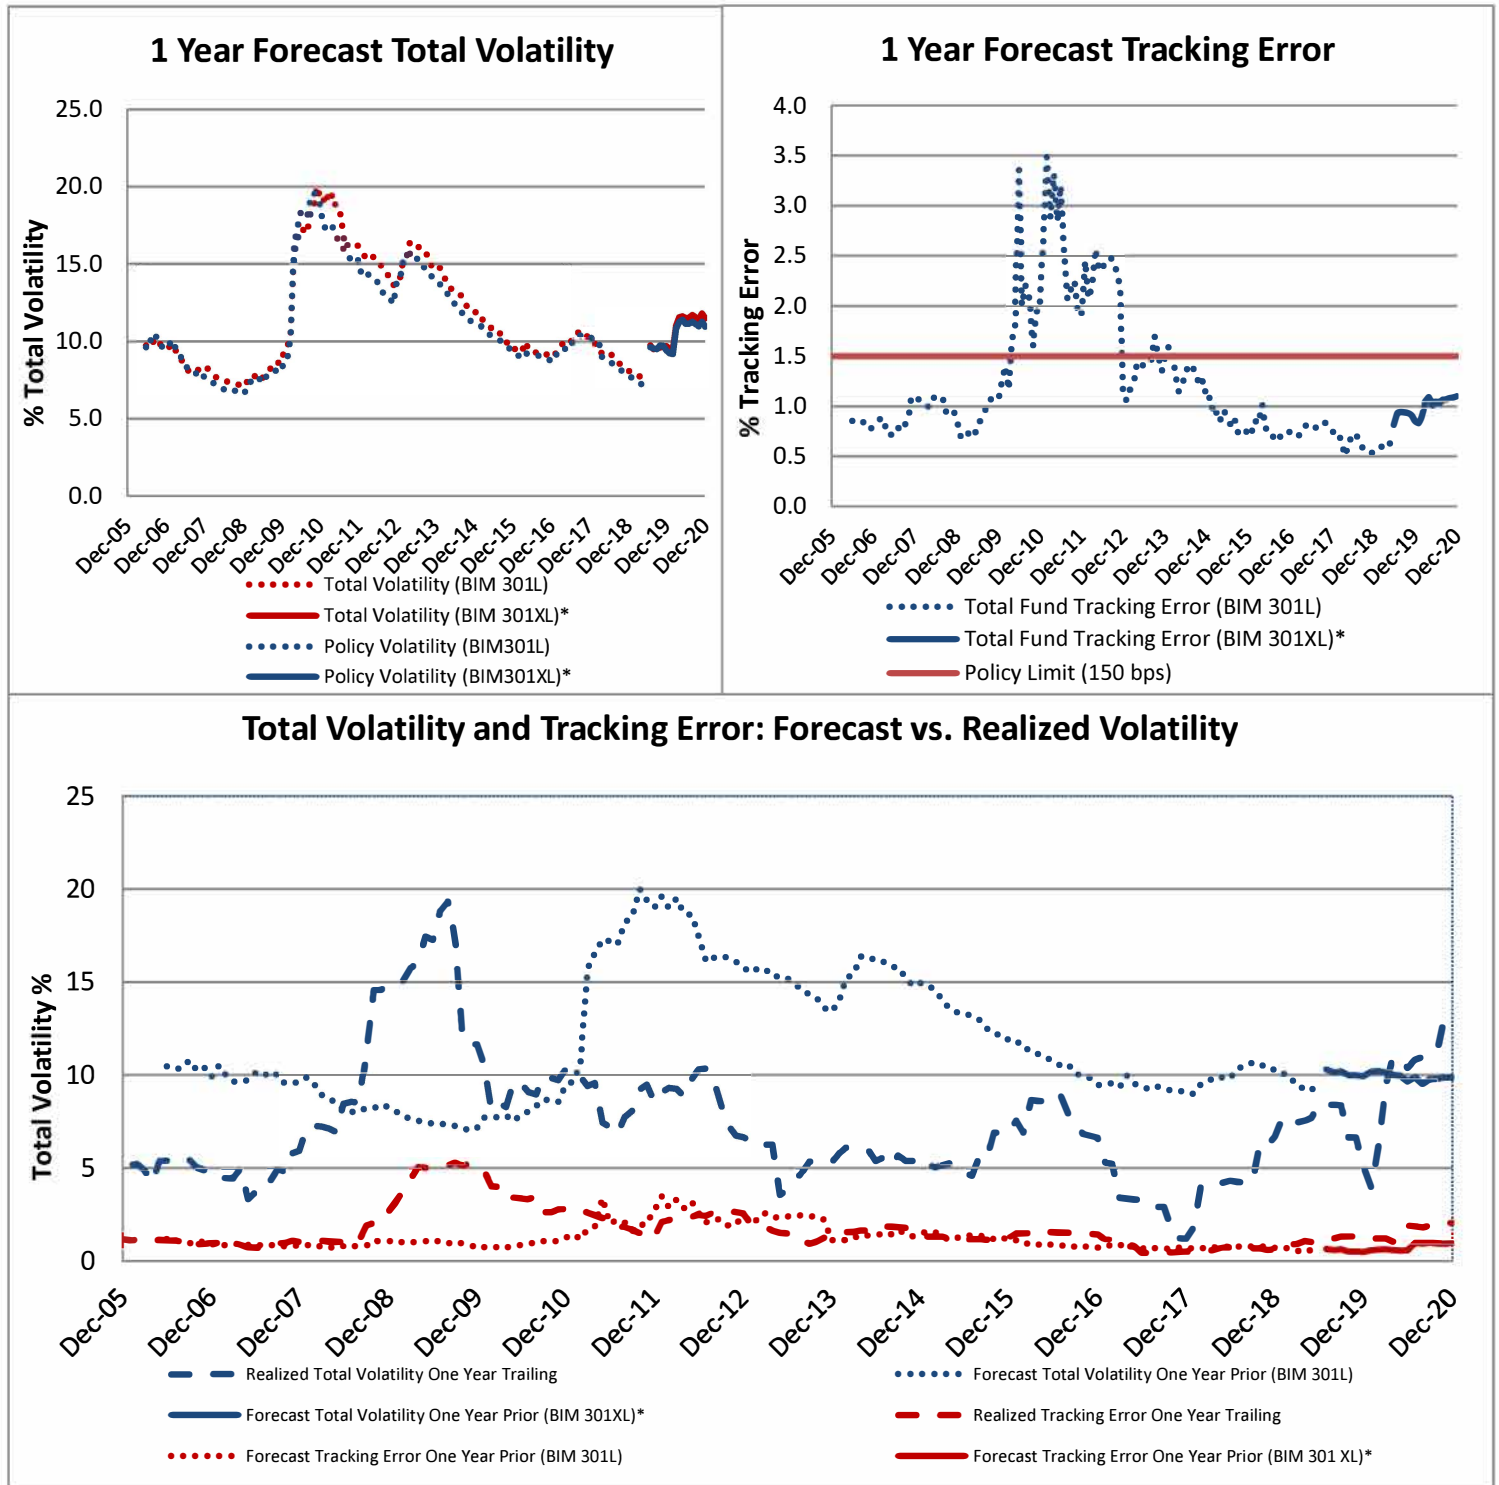 1 Year Forecast Total Volatility
% Total Volatility
25.0
20.0
15.0
10.0
5.0
0.0
Dec-05
Dec-06
Dec-07
Dec-08
Dec-09
Dec-10
Dec-11
Dec-12
Dec-13
Dec-14
Dec-15
Dec-16
Dec-17
Dec-18
Dec-19
Dec-20
Total Volatility (BIM 301L)
Total Volatility (BIM 301XL)*
Policy Volatility (BIM301L)
Policy Volatility (BIM301XL)*
1 Year Forecast Tracking Error
% Tracking Error
4.0
3.5
3.0
2.5
2.0
1.5
1.0
0.5
0.0
Dec-05
Dec-06
Dec-07
Dec-08
Dec-09
Dec-10
Dec-11
Dec-12
Dec-13
Dec-14
Dec-15
Dec-16
Dec-17
Dec-18
Dec-19
Dec-20
Total Fund Tracking Error (BIM 301L)
Total Fund Tracking Error (BIM 301XL)*
Policy Limit (150 bps)
Total Volatility and Tracking Error: Forecast vs. Realized Volatility
Total Volatility %
25
20
15
10
5
0
Dec-05
Dec-06
Dec-07
Dec-08
Dec-09
Dec-10
Dec-11
Dec-12
Dec-13
Dec-14
Dec-15
Dec-16
Dec-17
Dec-18
Dec-19
Dec-20
Realized Total Volatility One Year Trailing
Forecast Total Volatility One Year Prior (BIM 301L)
Forecast Total Volatility One Year Prior (BIM 301XL)*
Realized Tracking Error One Year Trailing
Forecast Tracking Error One Year Prior (BIM 301L)
Forecast Tracking Error One Year Prior (BIM 301 XL)*